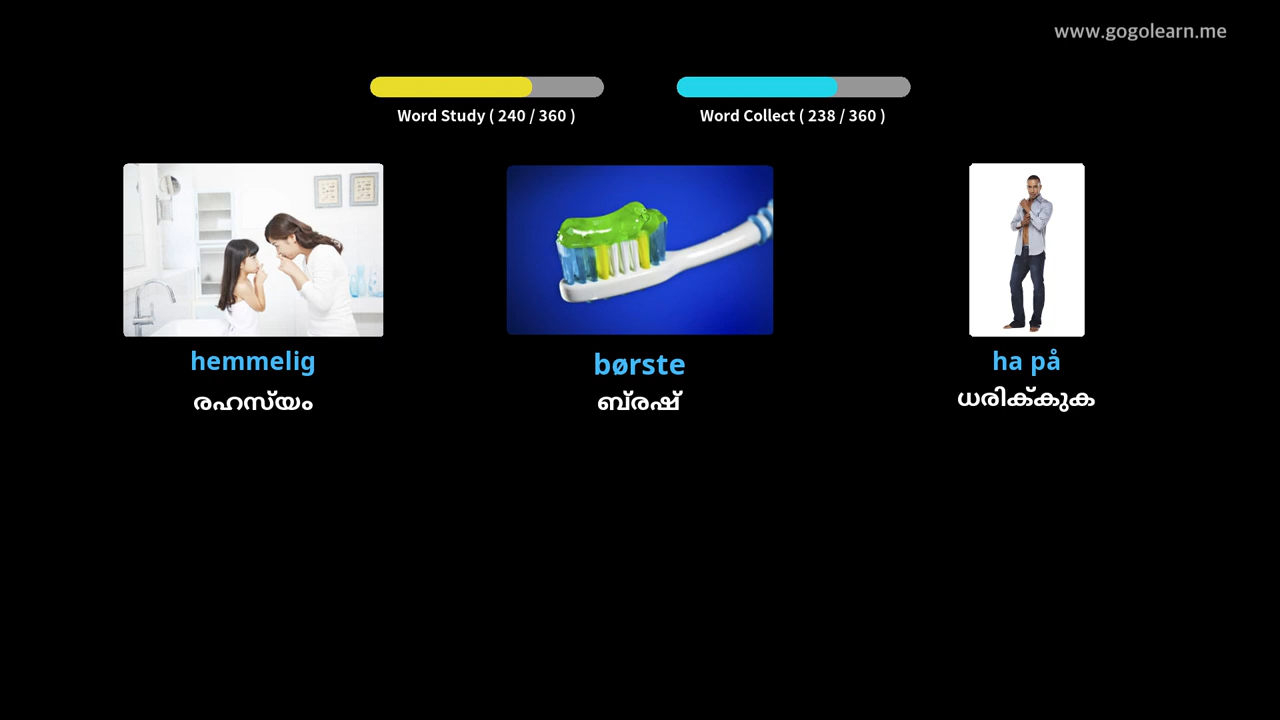 www.gogolearn.me
Word Study ( 240 / 360 )
Word Collect ( 238 / 360 )
hemmelig
രഹസ്യം
børste
ബ്രഷ്
ha på
ധരിക്കുക